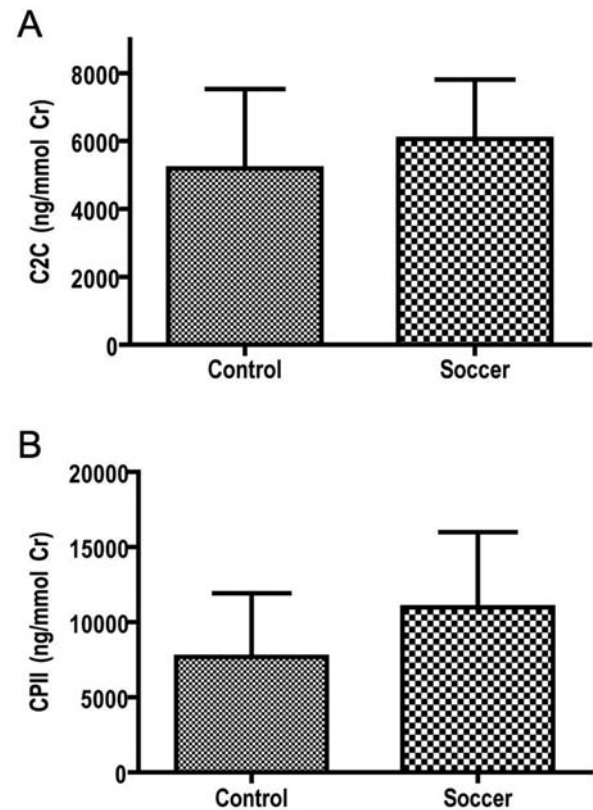 A
C2C (ng/mmol Cr)
8000
6000
4000
2000
0
Control
Soccer
B
CPII (ng/mmol Cr)
20000
15000
10000
5000
0
Control
Soccer